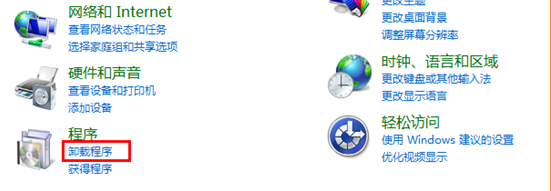 网络和 Internet
查看网络状态和任务
选择家庭组和共享选项
硬件和声音
查看设备和打印机
添加设备
程序
卸载程序
获得程序
更改桌面背景
调整屏幕分辨率
时钟、语言和区域
更改键盘或其他输入法
更改显示语言
轻松访问
使用 Windows 建议的设置
优化视频显示